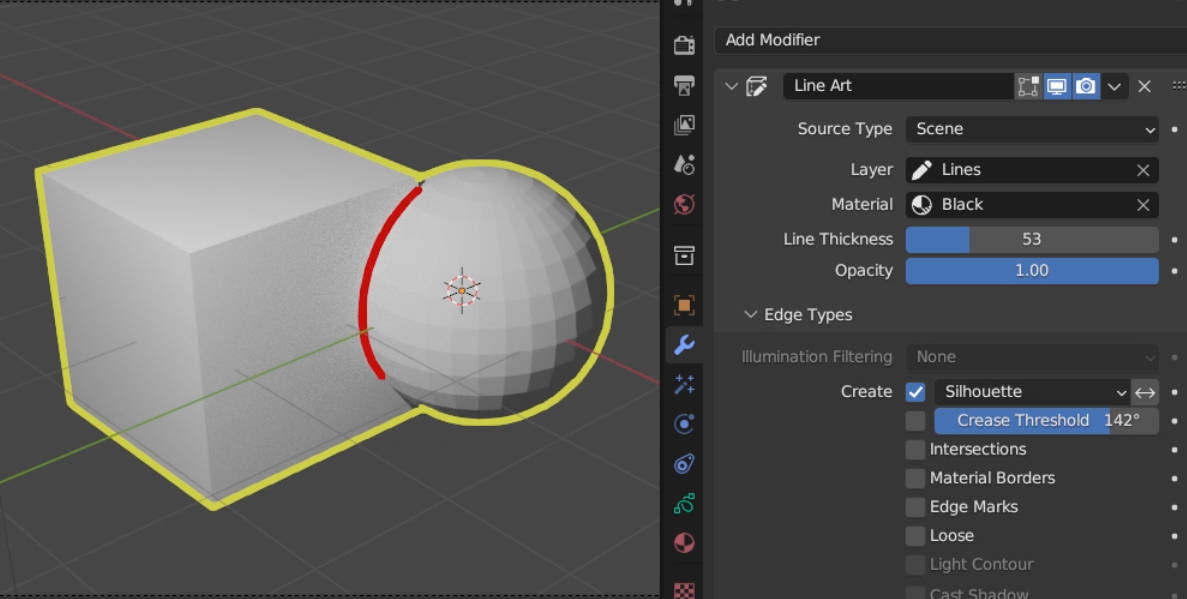 Add Modifier
Line Art
Source Type Scene
Layer Lines
Material Black
Line Thickness 53
Opacity 1.00
Edge Types
Illumination Filtering None
Create Silhouette
Crease Threshold 142°
Intersections
Material Borders
Edge Marks
Loose
Light Contour
Cast Shadow